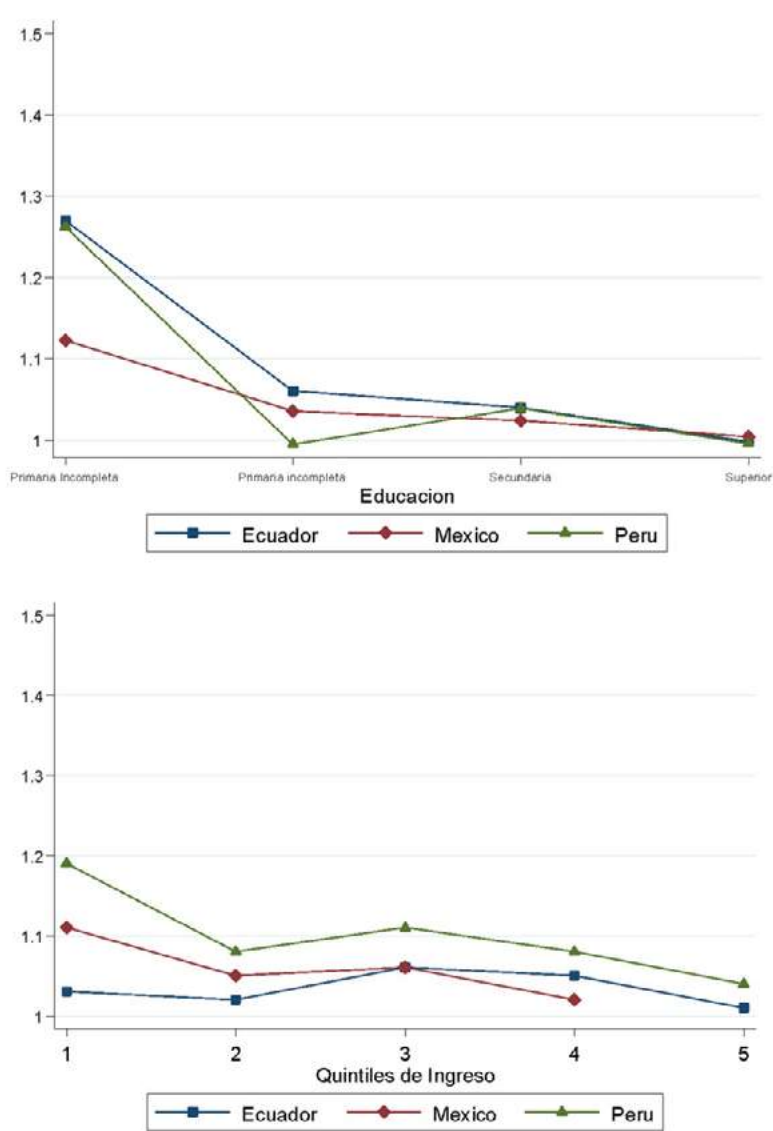 1.5
1.4
1.3
1.2
1.1
1
Primaria Incompleta Primaria incompleta Secundaria Superior
Educacion
Ecuador Mexico Peru
1.5
1.4
1.3
1.2
1.1
1
1 2 3 4 5
Quintiles de Ingreso
Ecuador Mexico Peru